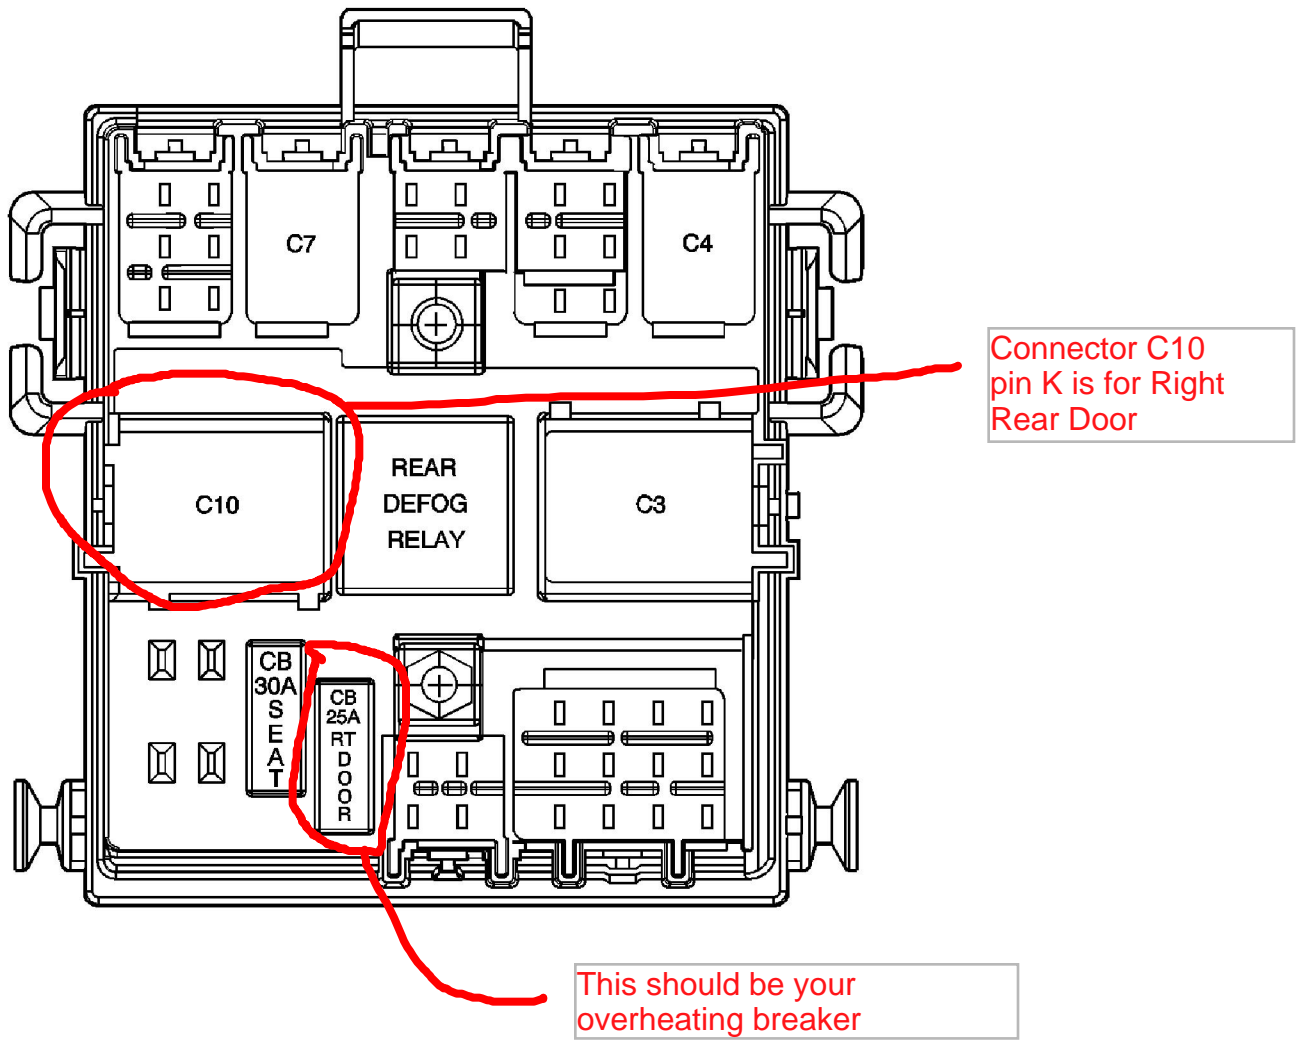 C7
C4
Connector C10
pin K is for Right
Rear Door
C10
REAR
DEFOG
RELAY
C3
CB
30A
S
E
A
T
CB
25A
RT
D
O
O
R
This should be your
overheating breaker